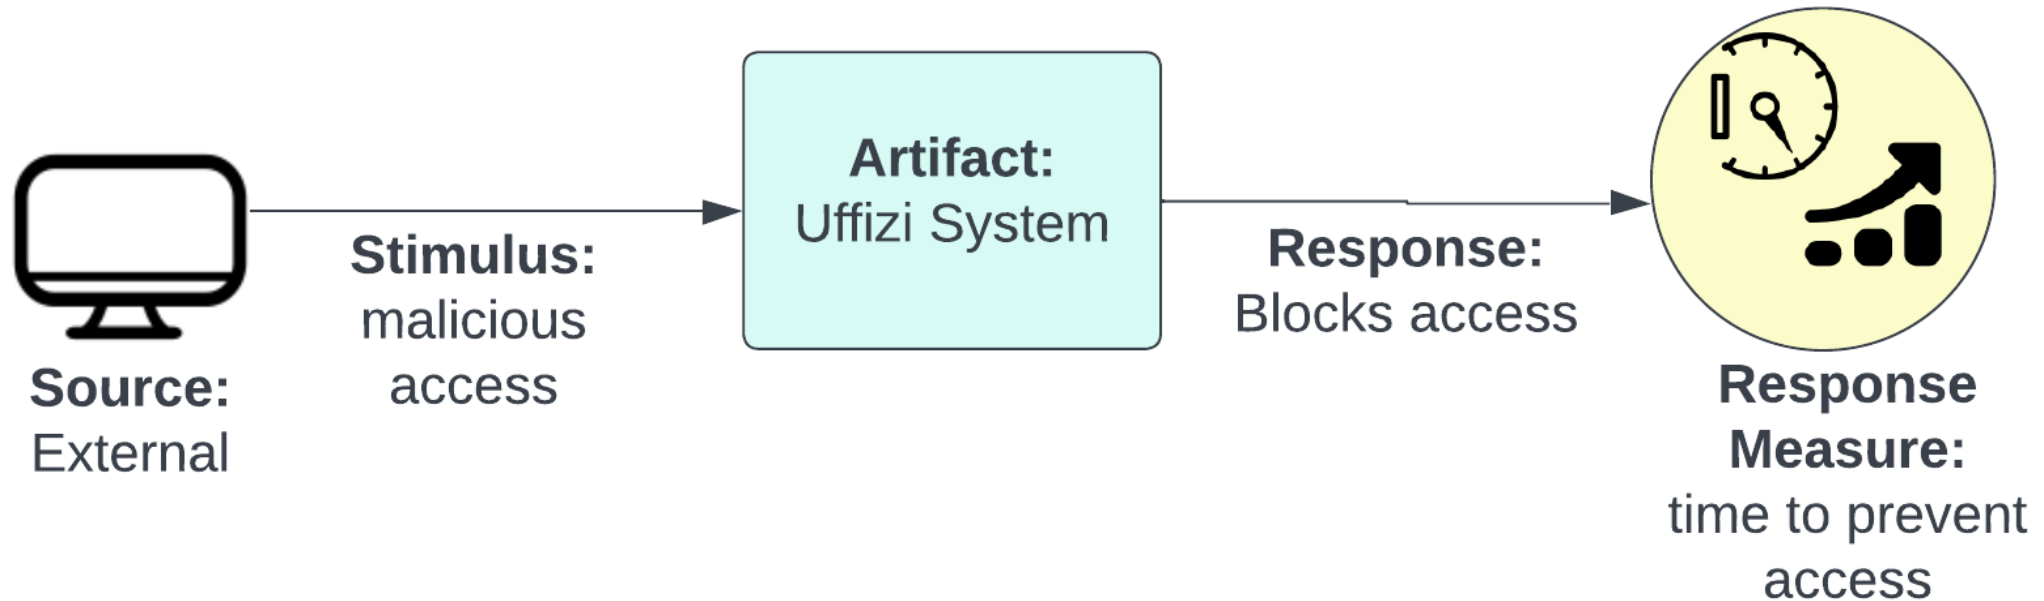 Source:
External
Stimulus:
malicious
access
Artifact:
Uffizi System
Response:
Blocks access
Response
Measure:
time to prevent
access